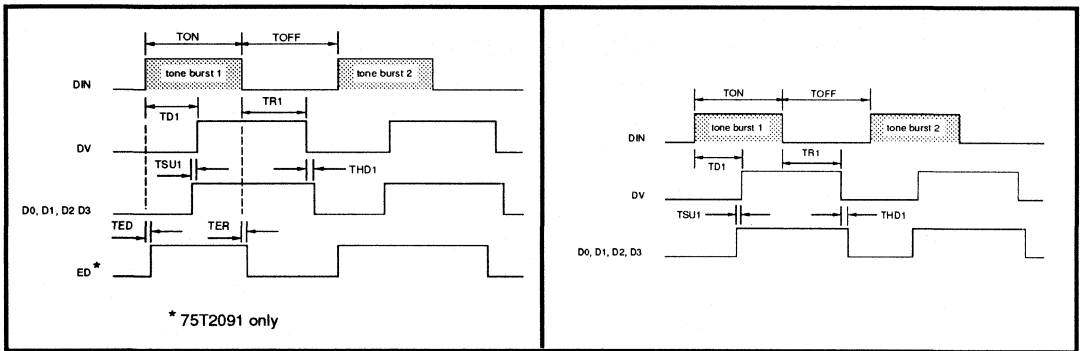 TON TOFF
DIN tone burst 1 tone burst 2
TD1 TR1
DV
TSU1 THD1
D0, D1, D2 D3
TED TER
ED*
* 75T2091 only
TON TOFF
DIN tone burst 1 tone burst 2
TD1 TR1
DV
TSU1 THD1
D0, D1, D2, D3